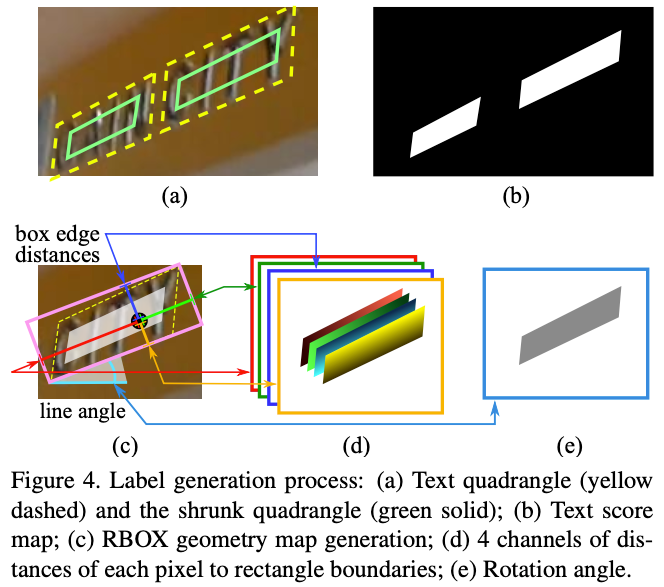 (a)
(b)
box edge
distances
line angle
(c)
(d)
(e)
Figure 4. Label generation process: (a) Text quadrangle (yellow
dashed) and the shrunk quadrangle (green solid); (b) Text score
map; (c) RBOX geometry map generation; (d) 4 channels of dis-
tances of each pixel to rectangle boundaries; (e) Rotation angle.